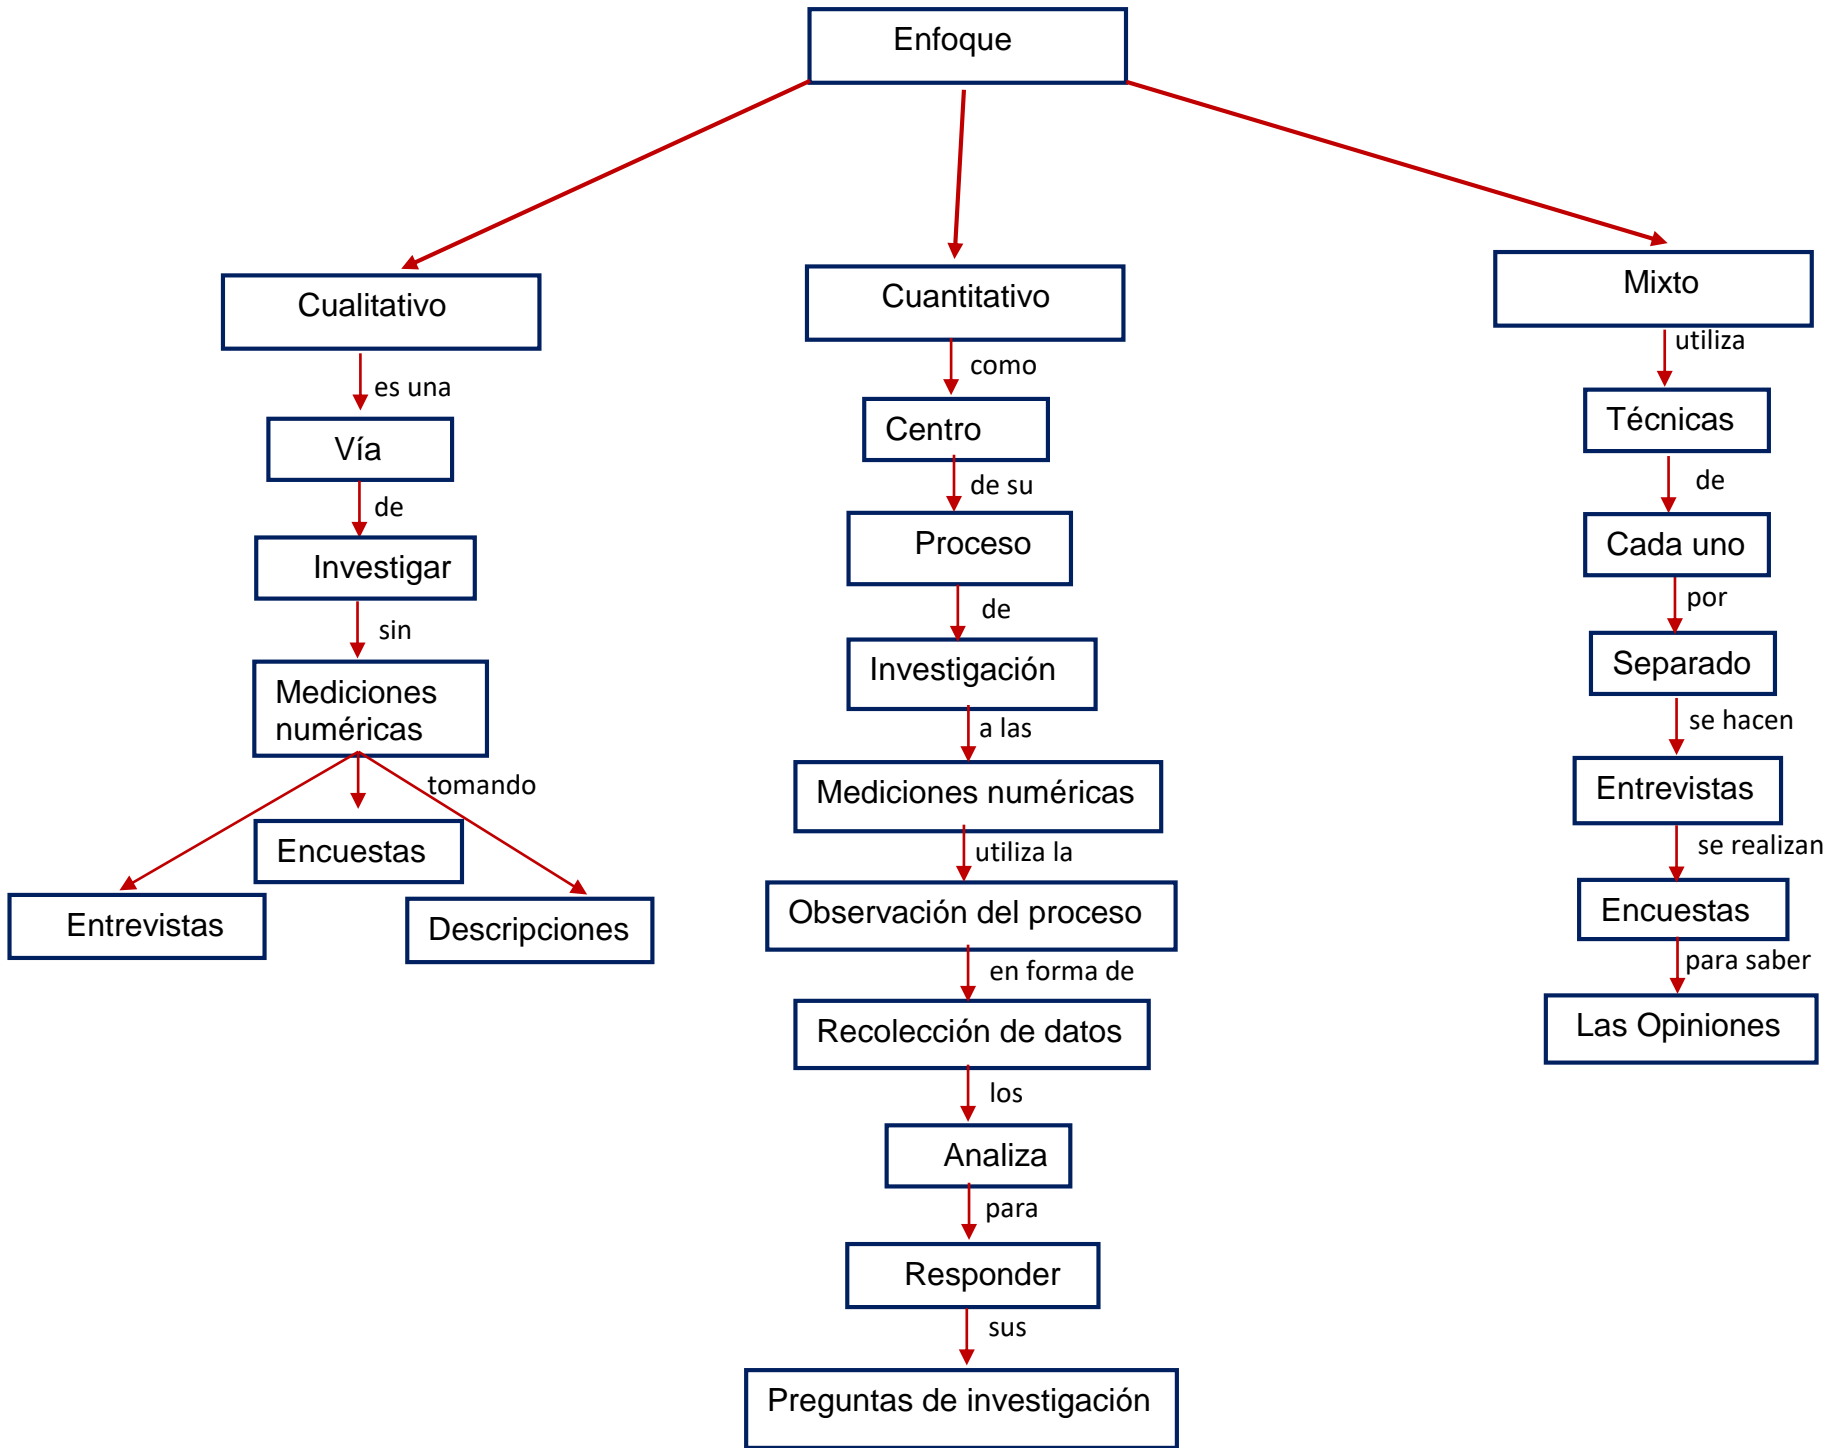 Enfoque
Cualitativo
es una
Vía
de
Investigar
sin
Mediciones
numéricas
tomando
Encuestas
Entrevistas
Descripciones
Cuantitativo
como
Centro
de su
Proceso
de
Investigación
a las
Mediciones numéricas
utiliza la
Observación del proceso
en forma de
Recolección de datos
los
Analiza
para
Responder
sus
Preguntas de investigación
Mixto
utiliza
Técnicas
de
Cada uno
por
Separado
se hacen
Entrevistas
se realizan
Encuestas
para saber
Las Opiniones